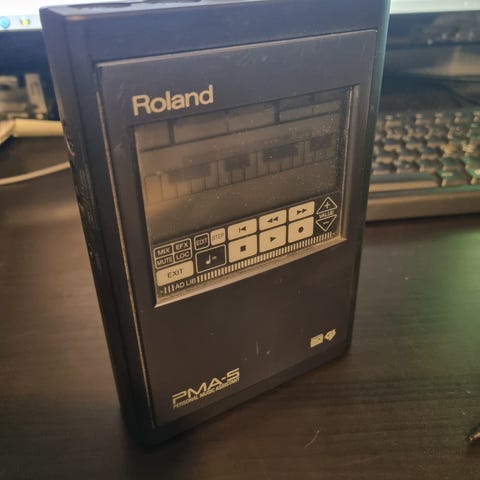 Roland
MIX EFX EDIT STEP
MUTE LOC
EXIT
VALUE
AD LIB
PMA-5
PERSONAL MUSIC ASSISTANT